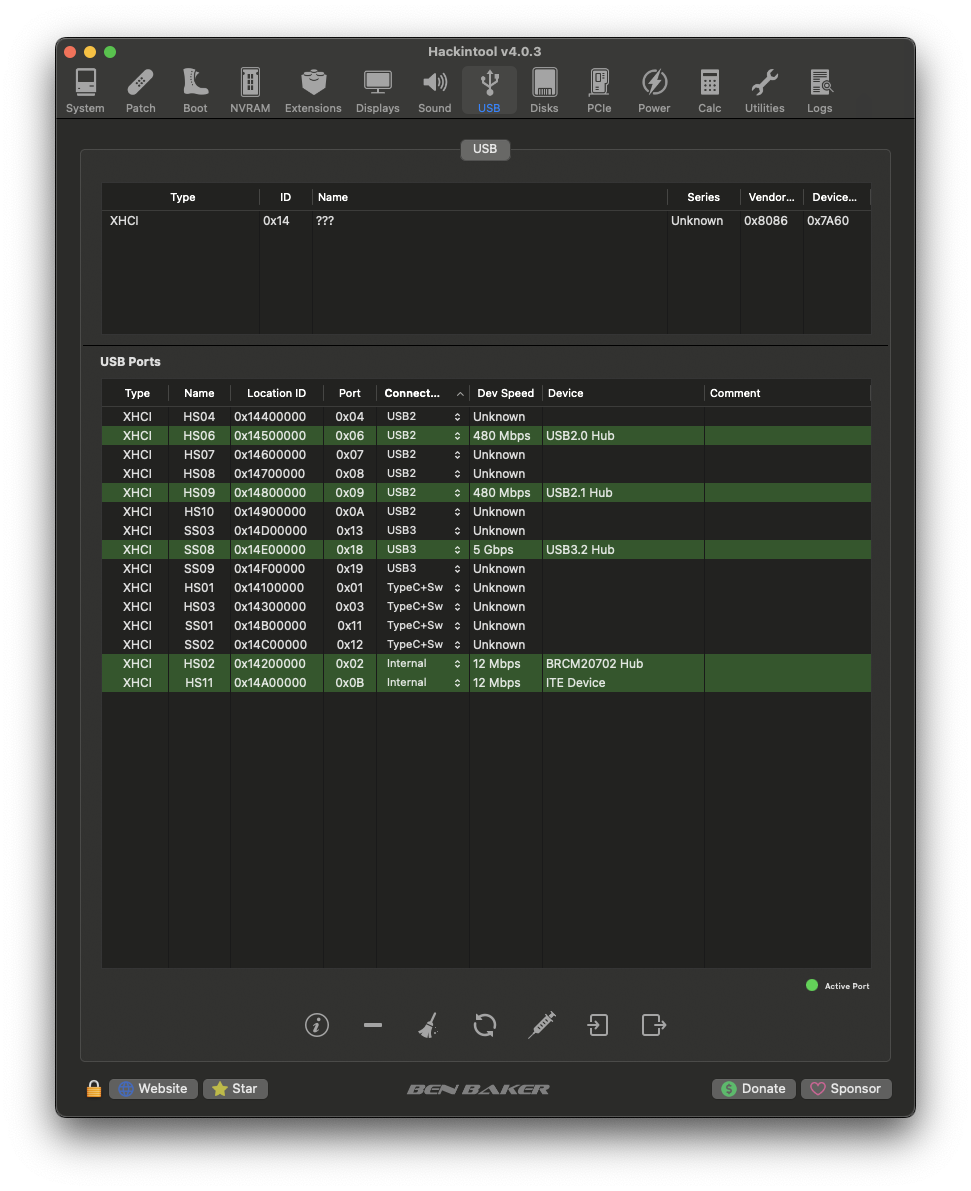 Hackintool v4.0.3
System Patch Boot NVRAM Extensions Displays Sound USB Disks PCIe Power Calc Utilities Logs
USB
Type ID Name Series Vendor... Device...
XHCI 0x14 ??? Unknown 0x8086 0x7A60
USB Ports
Type Name Location ID Port Connect... Dev Speed Device Comment
XHCI HS04 0x14400000 0x04 USB2 Unknown
XHCI HS06 0x14500000 0x06 USB2 480 Mbps USB2.0 Hub
XHCI HS07 0x14600000 0x07 USB2 Unknown
XHCI HS08 0x14700000 0x08 USB2 Unknown
XHCI HS09 0x14800000 0x09 USB2 480 Mbps USB2.1 Hub
XHCI HS10 0x14900000 0x0A USB2 Unknown
XHCI SS03 0x14D00000 0x13 USB3 Unknown
XHCI SS08 0x14E00000 0x18 USB3 5 Gbps USB3.2 Hub
XHCI SS09 0x14F00000 0x19 USB3 Unknown
XHCI HS01 0x14100000 0x01 TypeC+Sw Unknown
XHCI HS03 0x14300000 0x03 TypeC+Sw Unknown
XHCI SS01 0x14B00000 0x11 TypeC+Sw Unknown
XHCI SS02 0x14C00000 0x12 TypeC+Sw Unknown
XHCI HS02 0x14200000 0x02 Internal 12 Mbps BRCM20702 Hub
XHCI HS11 0x14A00000 0x0B Internal 12 Mbps ITE Device
Active Port
Website Star BEN BAKER Donate Sponsor